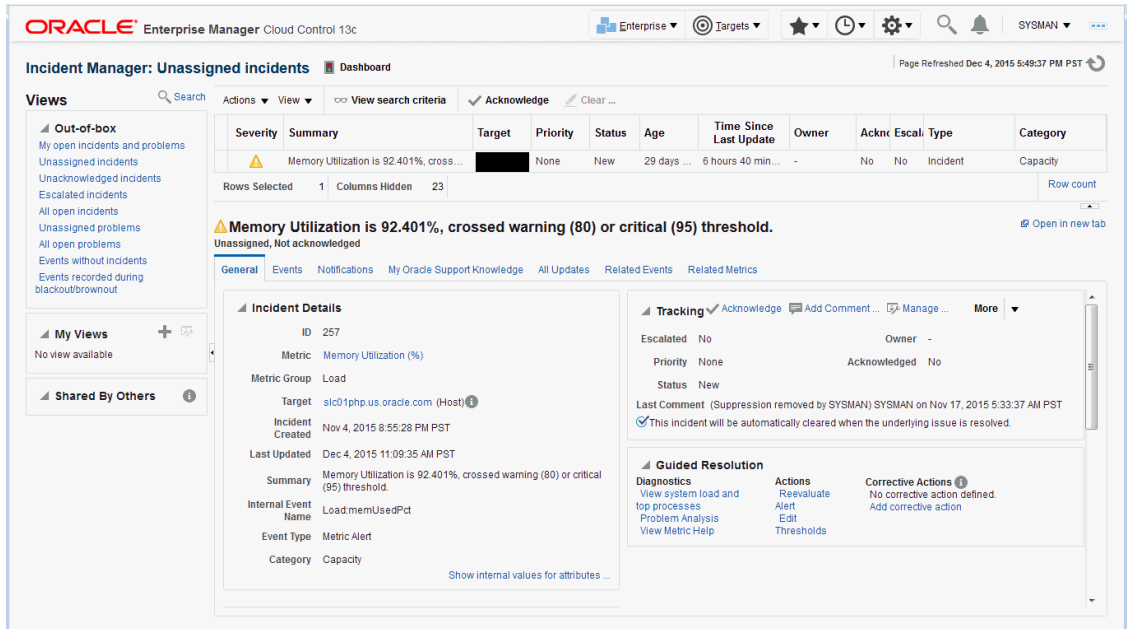 ORACLE Enterprise Manager Cloud Control 13c
Enterprise
Targets
SYSMAN
Incident Manager: Unassigned incidents
Dashboard
Page Refreshed Dec 4, 2015 5:49:37 PM PST
Views
Search
Out-of-box
My open incidents and problems
Unassigned incidents
Unacknowledged incidents
Escalated incidents
All open incidents
Unassigned problems
All open problems
Events without incidents
Events recorded during
blackout/brownout
My Views
No view available
Shared By Others
Actions View View search criteria Acknowledge Clear ...
Severity Summary Target Priority Status Age Time Since Last Update Owner Ackno Escal Type Category
Memory Utilization is 92.401%, cross... None New 29 days ... 6 hours 40 min... - No No Incident Capacity
Rows Selected 1 Columns Hidden 23
Row count
Memory Utilization is 92.401%, crossed warning (80) or critical (95) threshold.
Open in new tab
Unassigned, Not acknowledged
General Events Notifications My Oracle Support Knowledge All Updates Related Events Related Metrics
Incident Details
ID 257
Metric Memory Utilization (%)
Metric Group Load
Target slc01php.us.oracle.com (Host)
Incident Created Nov 4, 2015 8:55:28 PM PST
Last Updated Dec 4, 2015 11:09:35 AM PST
Summary Memory Utilization is 92.401%, crossed warning (80) or critical
(95) threshold.
Internal Event Name Load:memUsedPct
Event Type Metric Alert
Category Capacity
Show internal values for attributes ...
Tracking Acknowledge Add Comment ... Manage ... More
Escalated No Owner -
Priority None Acknowledged No
Status New
Last Comment (Suppression removed by SYSMAN) SYSMAN on Nov 17, 2015 5:33:37 AM PST
This incident will be automatically cleared when the underlying issue is resolved.
Guided Resolution
Diagnostics
View system load and
top processes
Problem Analysis
View Metric Help
Actions
Reevaluate
Alert
Edit
Thresholds
Corrective Actions
No corrective action defined.
Add corrective action